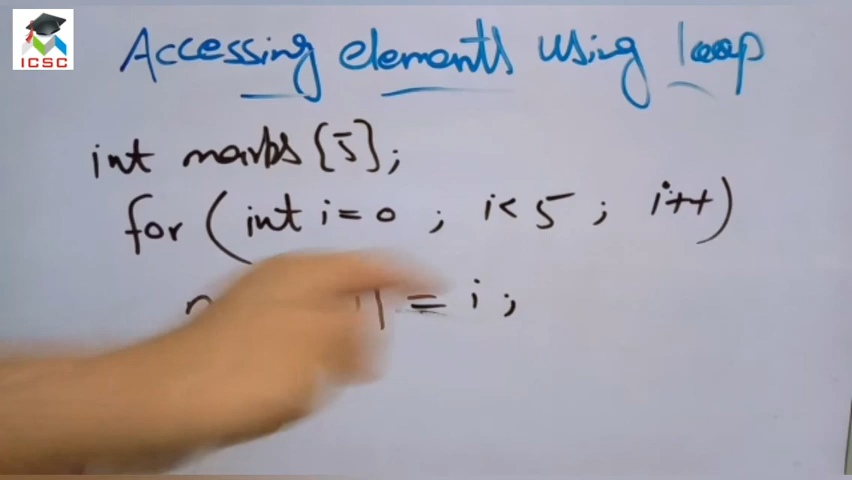 ICSC
Accessing elements using loop
int marks[5];
for (int i=0 ; i<5 ; i++)
= i ;